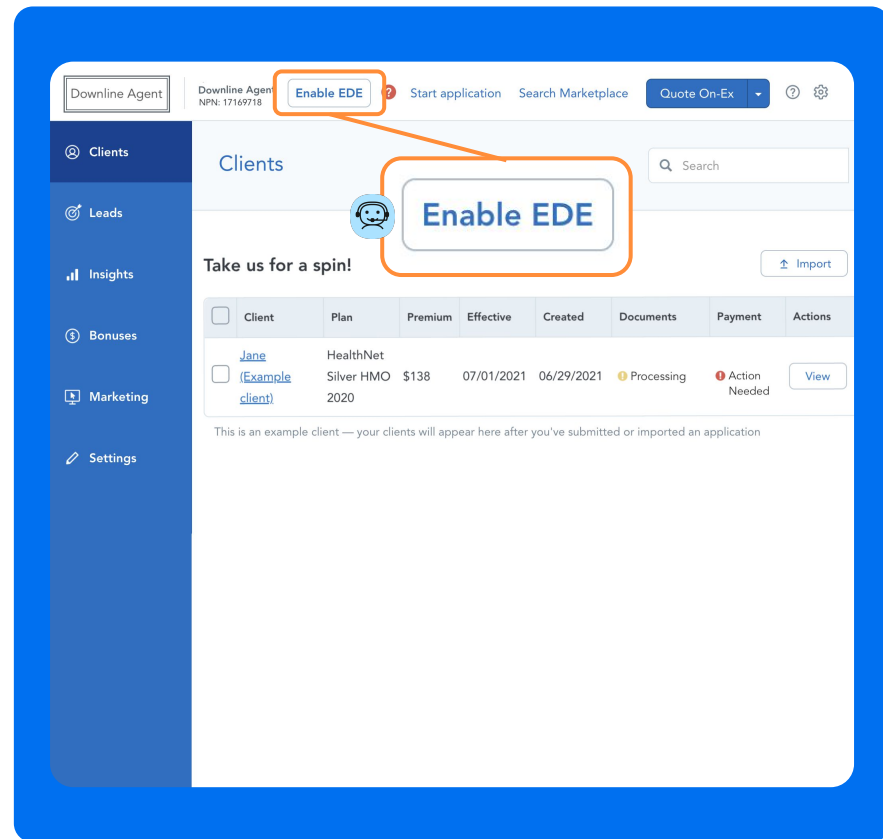 Downline Agent
Downline Agent
NPN: 17169718
Enable EDE
Start application
Search Marketplace
Quote On-Ex
Clients
Leads
Insights
Bonuses
Marketing
Settings
Clients
Search
Enable EDE
Take us for a spin!
Import
Client Plan Premium Effective Created Documents Payment Actions
Jane
(Example
client)
HealthNet
Silver HMO
2020
$138
07/01/2021
06/29/2021
Processing
Action
Needed
View
This is an example client — your clients will appear here after you've submitted or imported an application